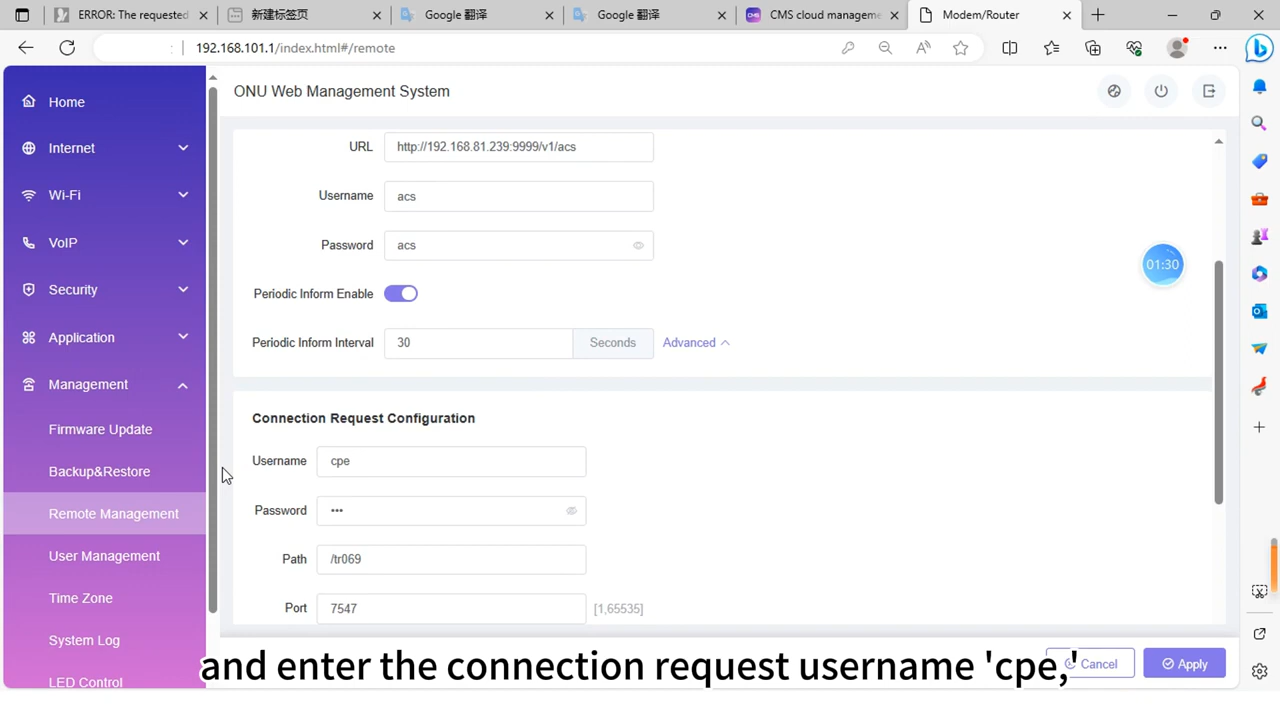 ERROR: The requested
新建标签页
Google 翻译
Google 翻译
CMS cloud manageme
Modem/Router
192.168.101.1/index.html#/remote
Home
Internet
Wi-Fi
VoIP
Security
Application
Management
Firmware Update
Backup&Restore
Remote Management
User Management
Time Zone
System Log
LED Control
ONU Web Management System
URL http://192.168.81.239:9999/v1/acs
Username acs
Password acs
Periodic Inform Enable
Periodic Inform Interval 30 Seconds Advanced
01:30
Connection Request Configuration
Username cpe
Password •••
Path /tr069
Port 7547 [1,65535]
Cancel Apply
and enter the connection request username 'cpe,'